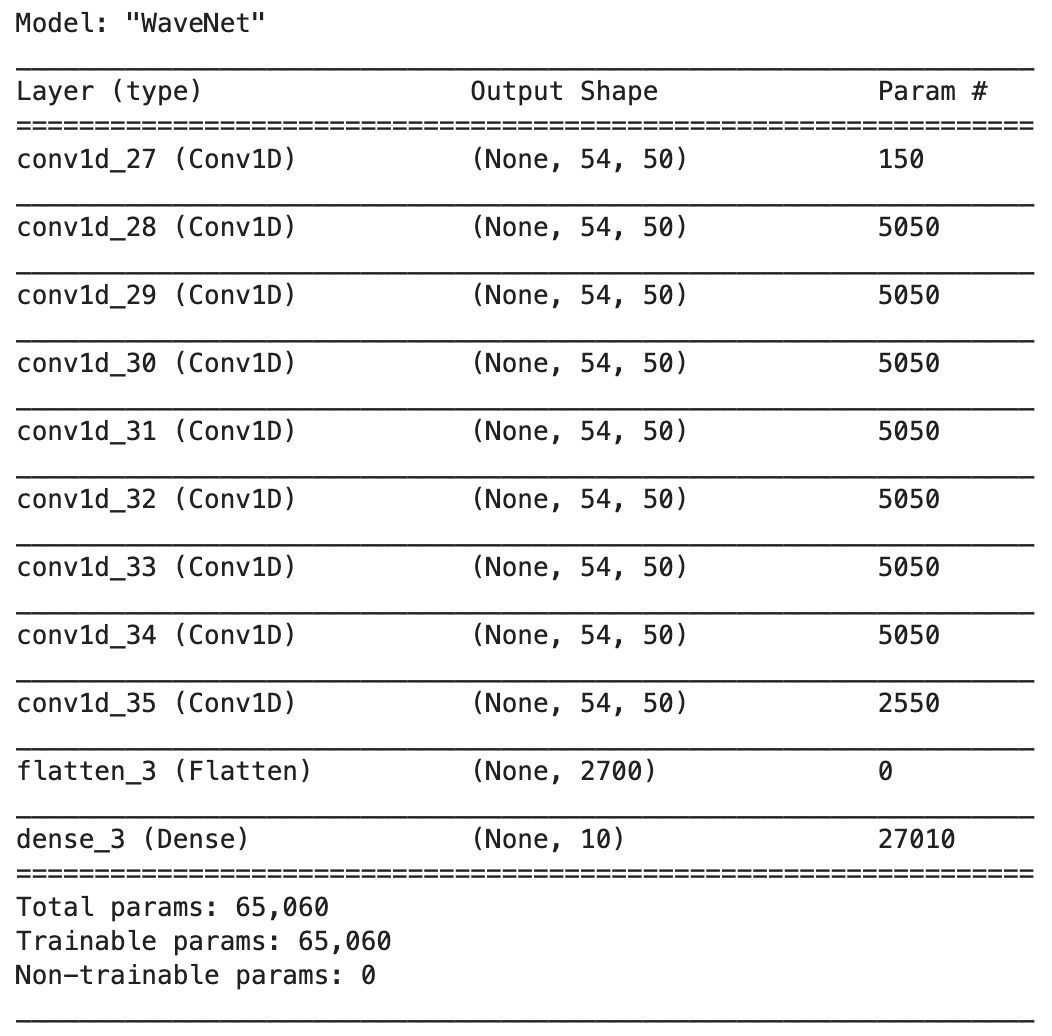 Model: "WaveNet"
Layer (type) Output Shape Param #
conv1d_27 (Conv1D) (None, 54, 50) 150
conv1d_28 (Conv1D) (None, 54, 50) 5050
conv1d_29 (Conv1D) (None, 54, 50) 5050
conv1d_30 (Conv1D) (None, 54, 50) 5050
conv1d_31 (Conv1D) (None, 54, 50) 5050
conv1d_32 (Conv1D) (None, 54, 50) 5050
conv1d_33 (Conv1D) (None, 54, 50) 5050
conv1d_34 (Conv1D) (None, 54, 50) 5050
conv1d_35 (Conv1D) (None, 54, 50) 2550
flatten_3 (Flatten) (None, 2700) 0
dense_3 (Dense) (None, 10) 27010
Total params: 65,060
Trainable params: 65,060
Non-trainable params: 0